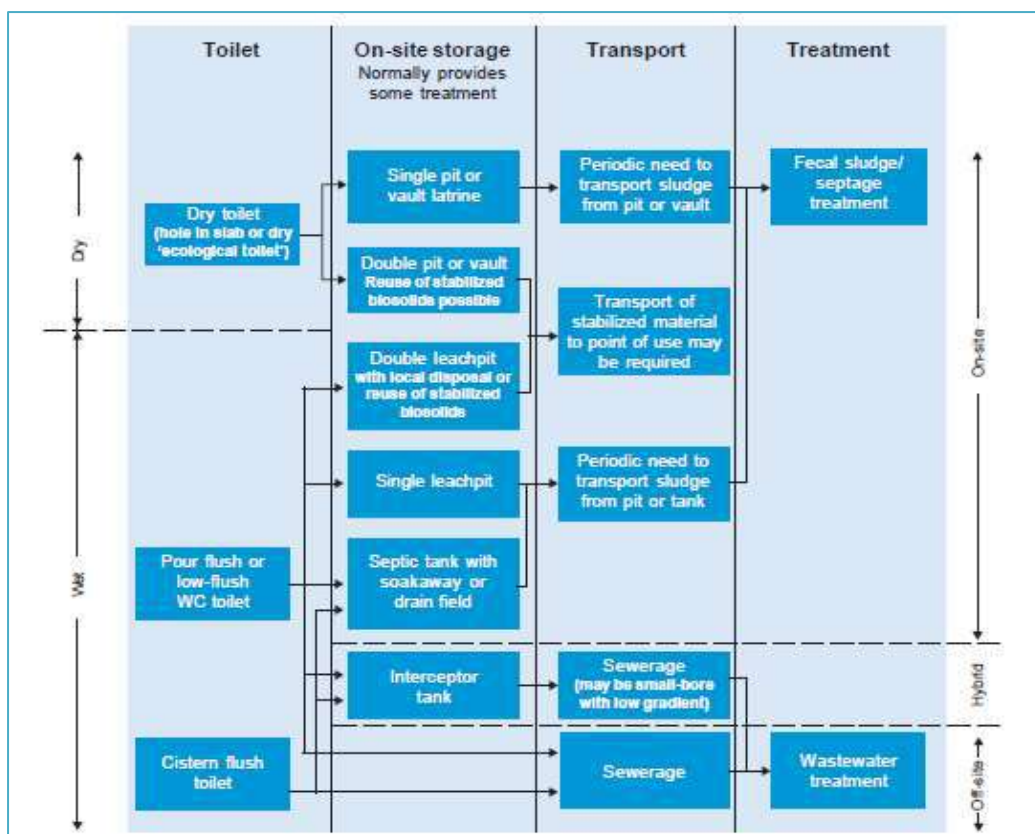 Toilet
On-site storage
Normally provides
some treatment
Transport
Treatment
Dry
Wet
Dry toilet
(hole in slab or dry
'ecological toilet')
Pour flush or
low-flush
WC toilet
Cistern flush
toilet
Single pit or
vault latrine
Double pit or vault
Reuse of stabilized
biosolids possible
Double leachpit
with local disposal or
reuse of stabilized
biosolids
Single leachpit
Septic tank with
soakaway or
drain field
Interceptor
tank
Periodic need to
transport sludge
from pit or vault
Transport of
stabilized material
to point of use may
be required
Periodic need to
transport sludge
from pit or tank
Sewerage
(may be small-bore
with low gradient)
Sewerage
Fecal sludge/
septage
treatment
Wastewater
treatment
On-site
Hybrid
Off-site